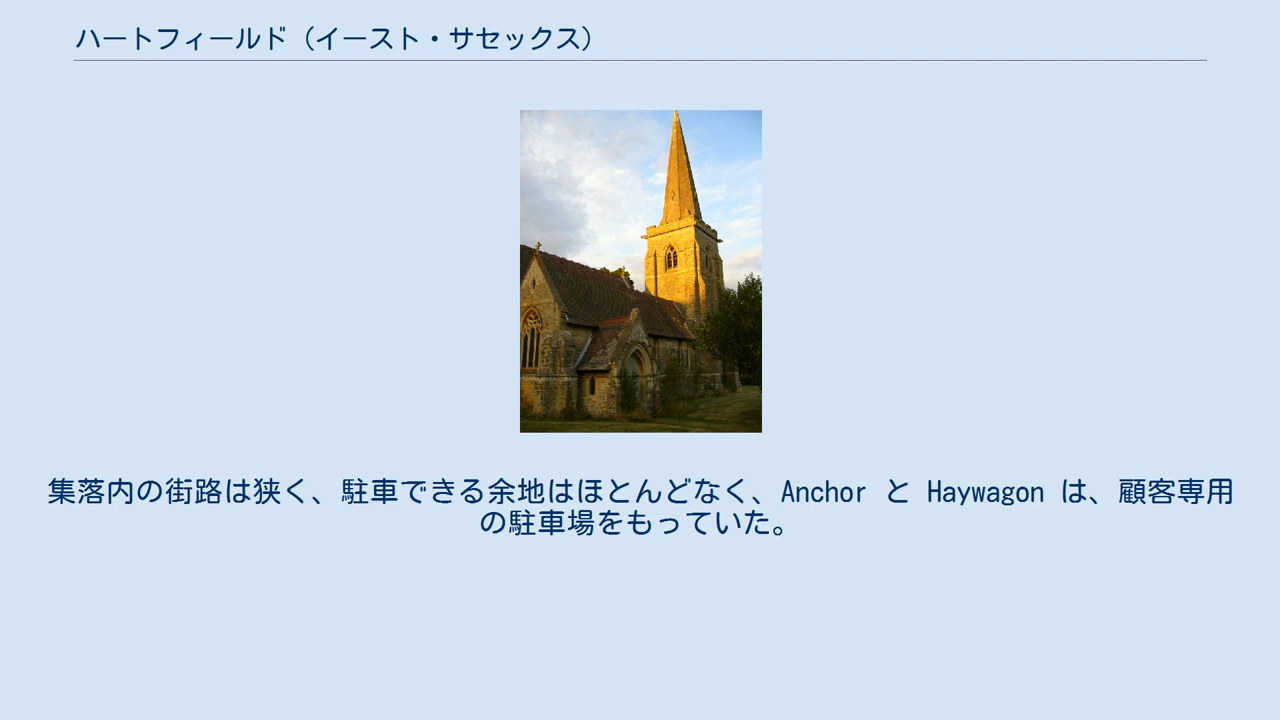 ハートフィールド（イースト・サセックス）
集落内の街路は狭く、駐車できる余地はほとんどなく、Anchor と Haywagon は、顧客専用
の駐車場をもっていた。